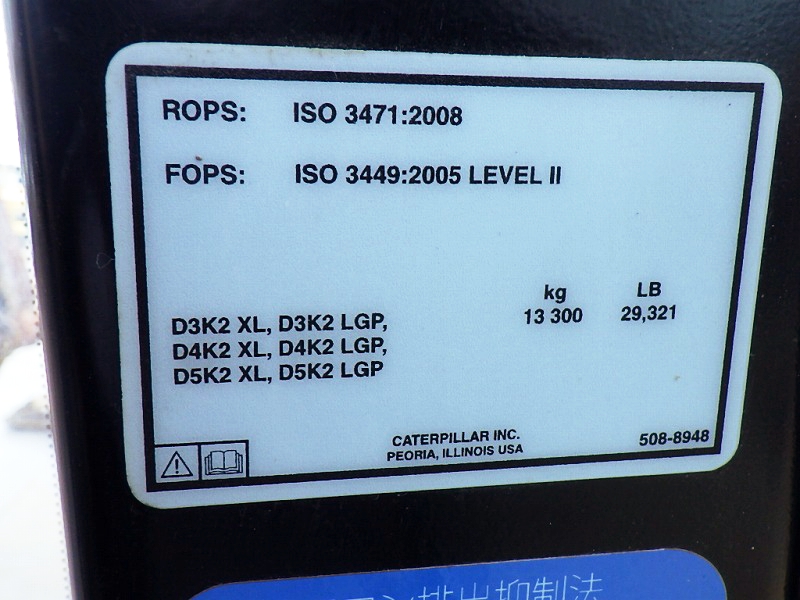 ROPS: ISO 3471:2008
FOPS: ISO 3449:2005 LEVEL II
kg LB
D3K2 XL, D3K2 LGP, 13 300 29,321
D4K2 XL, D4K2 LGP,
D5K2 XL, D5K2 LGP
CATERPILLAR INC. 508-8948
PEORIA, ILLINOIS USA
排出抑制法